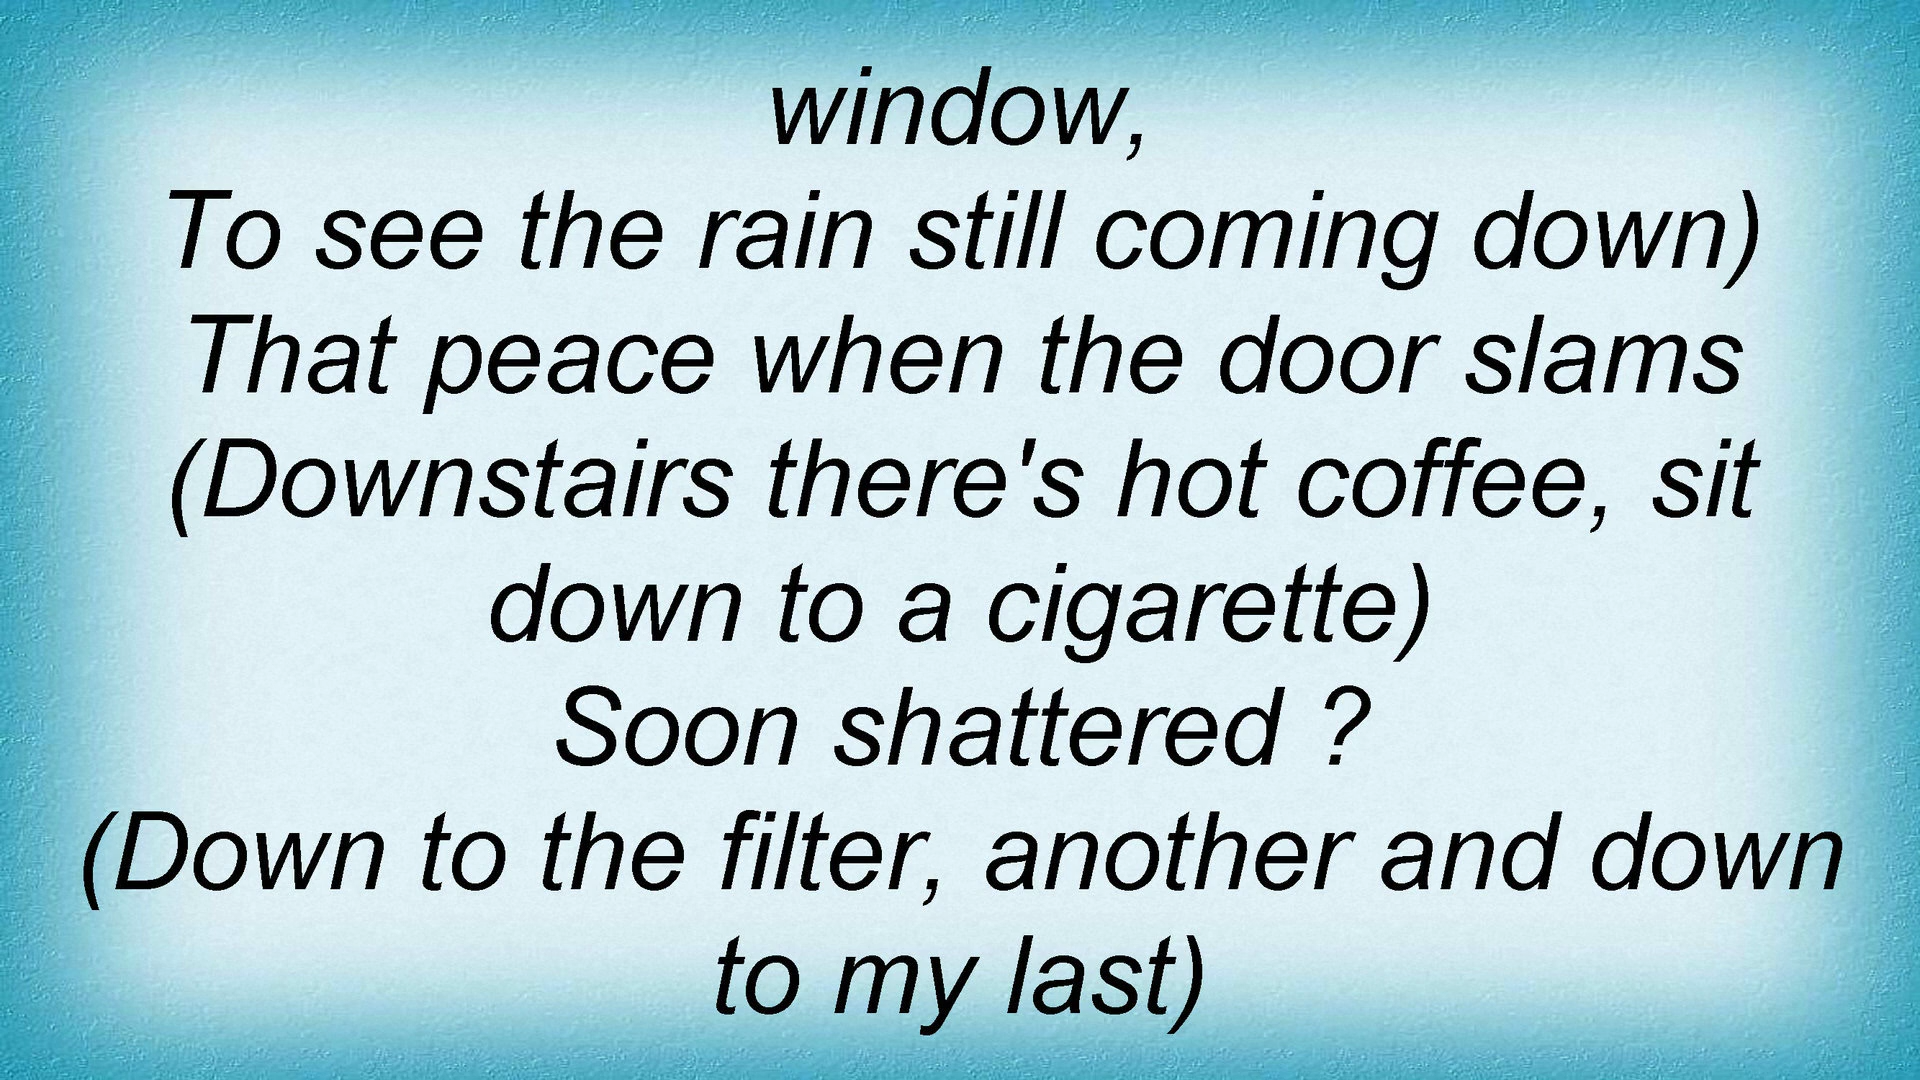 window,
To see the rain still coming down)
That peace when the door slams
(Downstairs there's hot coffee, sit
down to a cigarette)
Soon shattered ?
(Down to the filter, another and down
to my last)